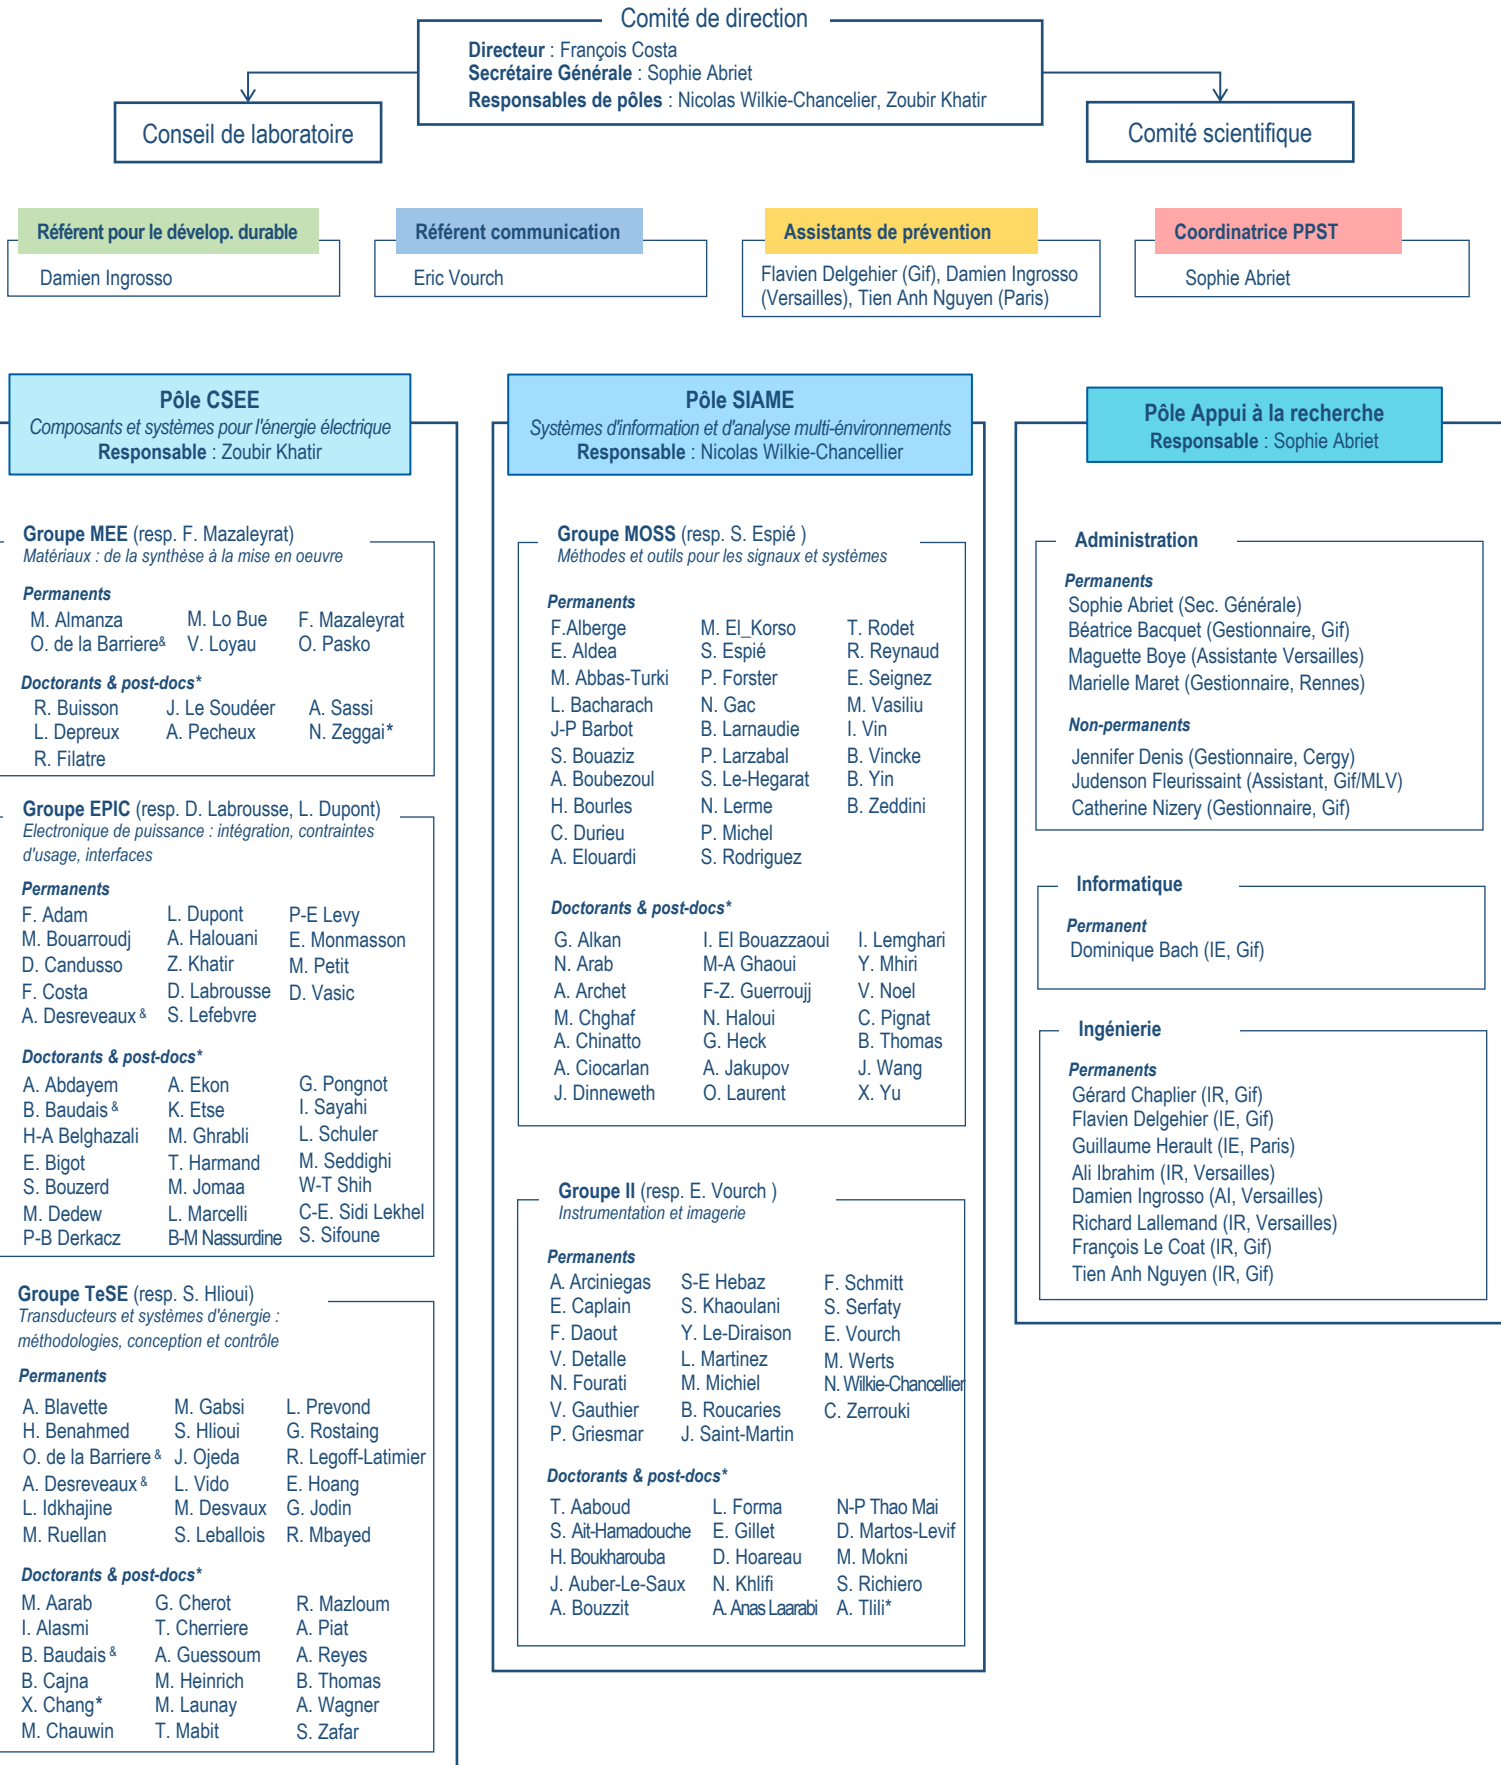 Comité de direction
Directeur : François Costa
Secrétaire Générale : Sophie Abriet
Responsables de pôles : Nicolas Wilkie-Chancelier, Zoubir Khatir
Conseil de laboratoire
Comité scientifique
Référent pour le dévelop. durable
Damien Ingrosso
Référent communication
Eric Vourch
Assistants de prévention
Flavien Delgehier (Gif), Damien Ingrosso
(Versailles), Tien Anh Nguyen (Paris)
Coordinatrice PPST
Sophie Abriet
Pôle CSEE
Composants et systèmes pour l'énergie électrique
Responsable : Zoubir Khatir
Groupe MEE (resp. F. Mazaleyrat)
Matériaux : de la synthèse à la mise en oeuvre
Permanents
M. Almanza M. Lo Bue F. Mazaleyrat
O. de la Barriere& V. Loyau O. Pasko
Doctorants & post-docs*
R. Buisson J. Le Soudéer A. Sassi
L. Depreux A. Pecheux N. Zeggai*
R. Filatre
Groupe EPIC (resp. D. Labrousse, L. Dupont)
Electronique de puissance : intégration, contraintes
d'usage, interfaces
Permanents
F. Adam L. Dupont P-E Levy
M. Bouarroudj A. Halouani E. Monmasson
D. Candusso Z. Khatir M. Petit
F. Costa D. Labrousse D. Vasic
A. Desreveaux & S. Lefebvre
Doctorants & post-docs*
A. Abdayem A. Ekon G. Pongnot
B. Baudais & K. Etse I. Sayahi
H-A Belghazali M. Ghrabli L. Schuler
E. Bigot T. Harmand M. Seddighi
S. Bouzerd M. Jomaa W-T Shih
M. Dedew L. Marcelli C-E. Sidi Lekhel
P-B Derkacz B-M Nassurdine S. Sifoune
Groupe TeSE (resp. S. Hlioui)
Transducteurs et systèmes d'énergie :
méthodologies, conception et contrôle
Permanents
A. Blavette M. Gabsi L. Prevond
H. Benahmed S. Hlioui G. Rostaing
O. de la Barriere & J. Ojeda R. Legoff-Latimier
A. Desreveaux & L. Vido E. Hoang
L. Idkhajine M. Desvaux G. Jodin
M. Ruellan S. Leballois R. Mbayed
Doctorants & post-docs*
M. Aarab G. Cherot R. Mazloum
I. Alasmi T. Cherriere A. Piat
B. Baudais & A. Guessoum A. Reyes
B. Cajna M. Heinrich B. Thomas
X. Chang* M. Launay A. Wagner
M. Chauwin T. Mabit S. Zafar
Pôle SIAME
Systèmes d'information et d'analyse multi-énvironnements
Responsable : Nicolas Wilkie-Chancellier
Groupe MOSS (resp. S. Espié )
Méthodes et outils pour les signaux et systèmes
Permanents
F.Alberge M. El_Korso T. Rodet
E. Aldea S. Espié R. Reynaud
M. Abbas-Turki P. Forster E. Seignez
L. Bacharach N. Gac M. Vasiliu
J-P Barbot B. Larnaudie I. Vin
S. Bouaziz P. Larzabal B. Vincke
A. Boubezoul S. Le-Hegarat B. Yin
H. Bourles N. Lerme B. Zeddini
C. Durieu P. Michel
A. Elouardi S. Rodriguez
Doctorants & post-docs*
G. Alkan I. El Bouazzaoui I. Lemghari
N. Arab M-A Ghaoui Y. Mhiri
A. Archet F-Z. Guerroujj V. Noel
M. Chghaf N. Haloui C. Pignat
A. Chinatto G. Heck B. Thomas
A. Ciocarlan A. Jakupov J. Wang
J. Dinneweth O. Laurent X. Yu
Groupe II (resp. E. Vourch )
Instrumentation et imagerie
Permanents
A. Arciniegas S-E Hebaz F. Schmitt
E. Caplain S. Khaoulani S. Serfaty
F. Daout Y. Le-Diraison E. Vourch
V. Detalle L. Martinez M. Werts
N. Fourati M. Michiel N. Wilkie-Chancellier
V. Gauthier B. Roucaries C. Zerrouki
P. Griesmar J. Saint-Martin
Doctorants & post-docs*
T. Aaboud L. Forma N-P Thao Mai
S. Ait-Hamadouche E. Gillet D. Martos-Levif
H. Boukharouba D. Hoareau M. Mokni
J. Auber-Le-Saux N. Khlifi S. Richiero
A. Bouzzit A. Anas Laarabi A. Tlili*
Pôle Appui à la recherche
Responsable : Sophie Abriet
Administration
Permanents
Sophie Abriet (Sec. Générale)
Béatrice Bacquet (Gestionnaire, Gif)
Maguette Boye (Assistante Versailles)
Marielle Maret (Gestionnaire, Rennes)
Non-permanents
Jennifer Denis (Gestionnaire, Cergy)
Judenson Fleurissaint (Assistant, Gif/MLV)
Catherine Nizery (Gestionnaire, Gif)
Informatique
Permanent
Dominique Bach (IE, Gif)
Ingénierie
Permanents
Gérard Chaplier (IR, Gif)
Flavien Delgehier (IE, Gif)
Guillaume Herault (IE, Paris)
Ali Ibrahim (IR, Versailles)
Damien Ingrosso (AI, Versailles)
Richard Lallemand (IR, Versailles)
François Le Coat (IR, Gif)
Tien Anh Nguyen (IR, Gif)